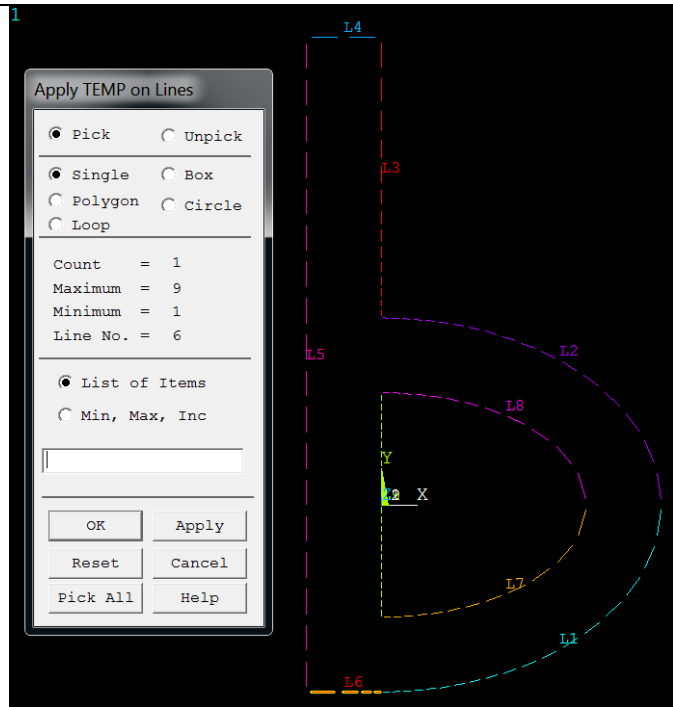 1
L4
Apply TEMP on Lines
Pick Unpick
L3
Single Box
Polygon Circle
Loop
Count = 1
Maximum = 9
Minimum = 1
Line No. = 6
L5
L2
List of Items
L8
Min, Max, Inc
Y
X
OK Apply
Reset Cancel
L7
Pick All Help
L1
L6